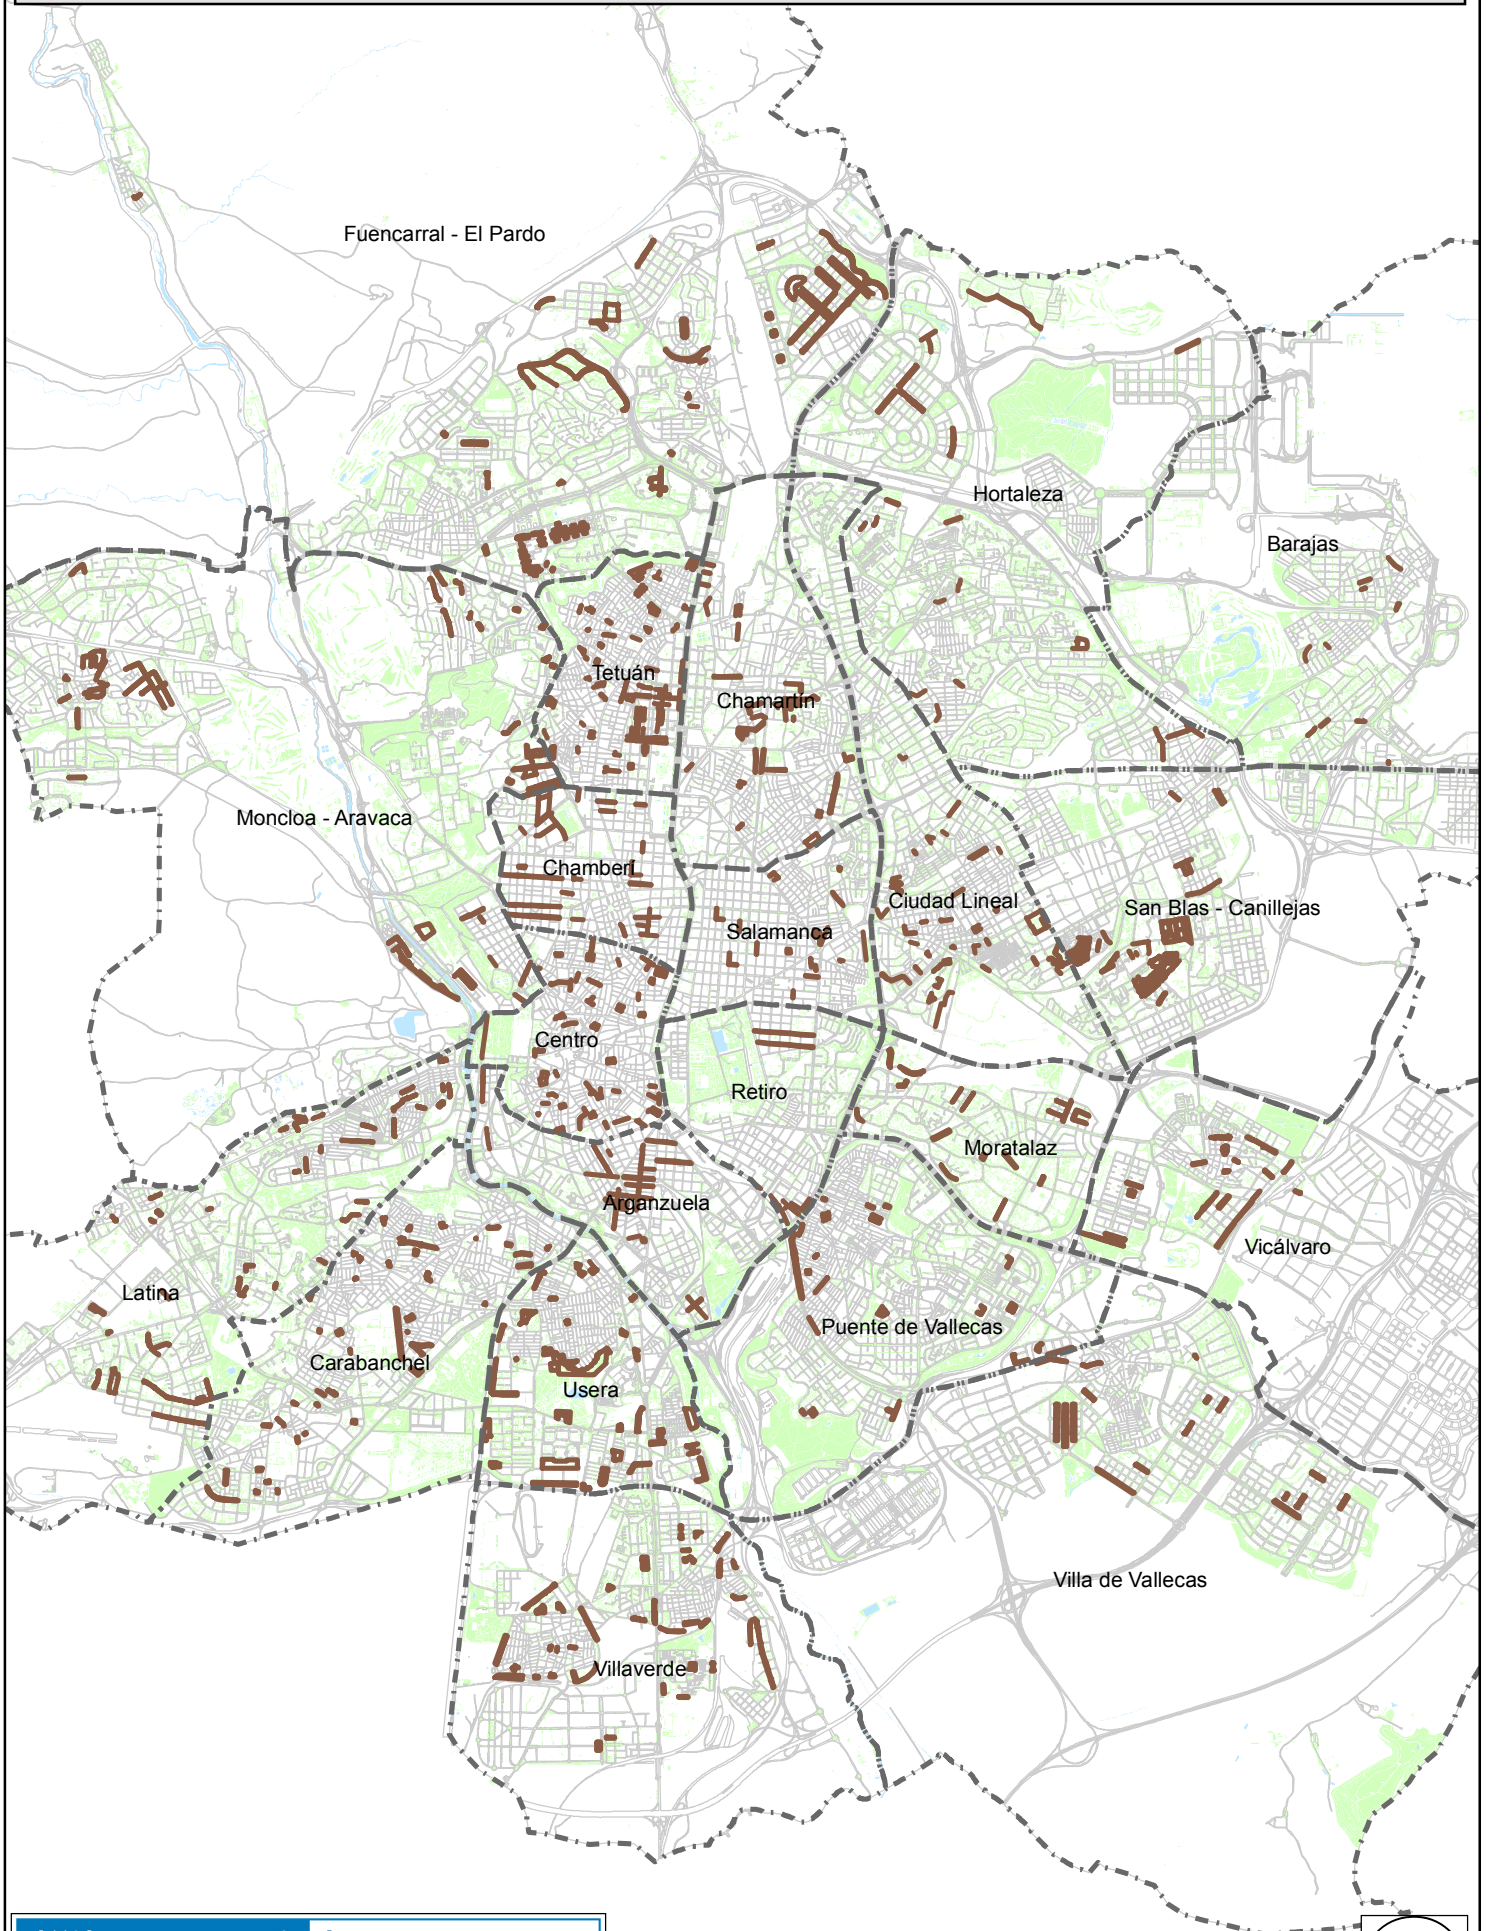 Fuencarral - El Pardo
Hortaleza
Barajas
Tetuán
Chamartín
Moncloa - Aravaca
Chamberí
Ciudad Lineal
San Blas - Canillejas
Salamanca
Centro
Retiro
Moratalaz
Arganzuela
Vicálvaro
Latina
Puente de Vallecas
Carabanchel
Usera
Villa de Vallecas
Villaverde